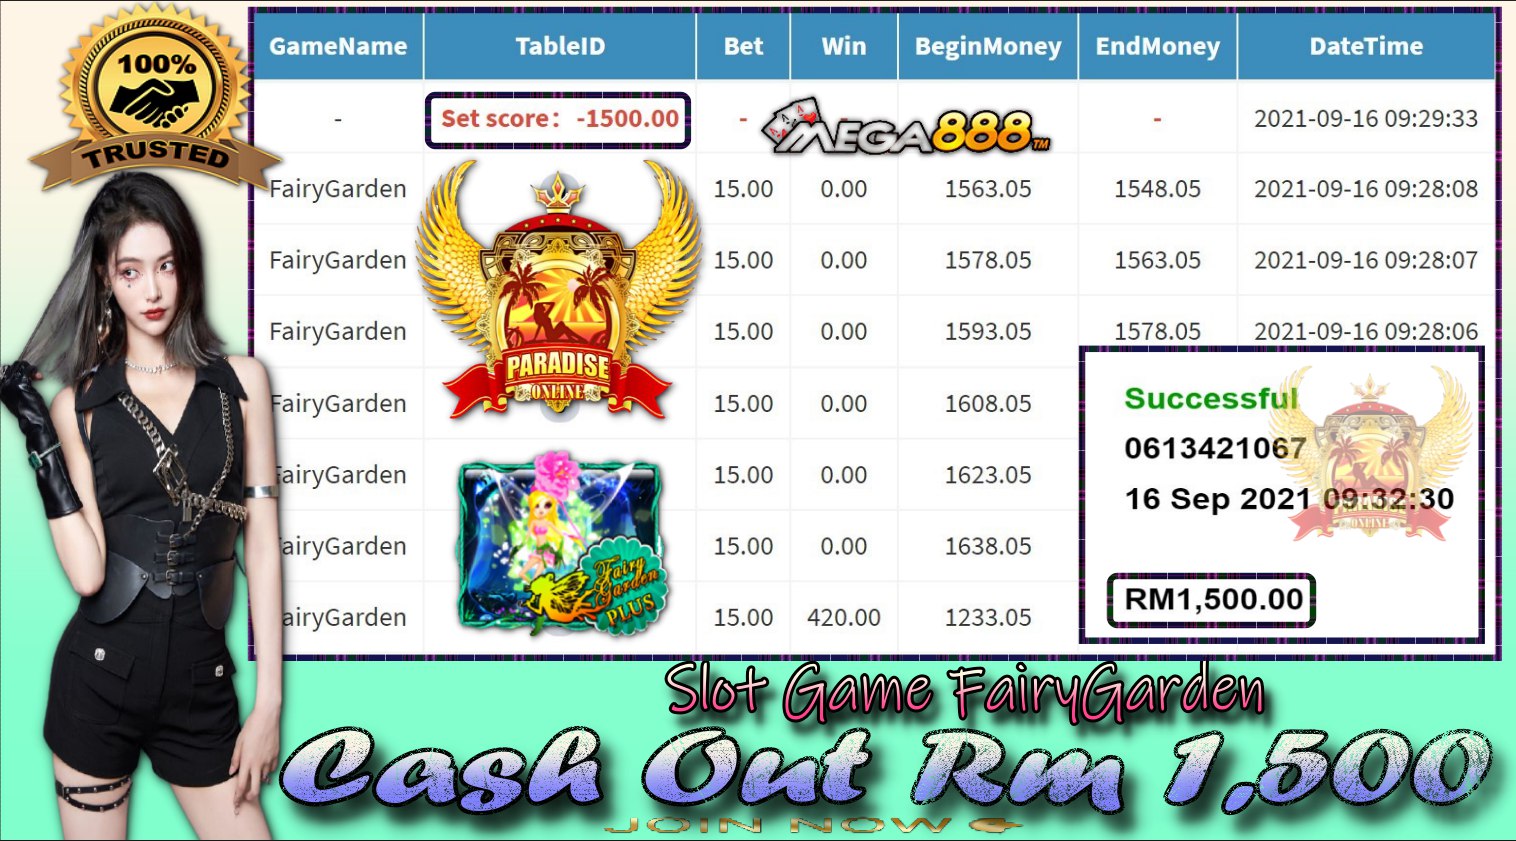 100%
TRUSTED
GameName TableID Bet Win BeginMoney EndMoney DateTime
- Set score: -1500.00 - - 2021-09-16 09:29:33
MEGA888 TM
FairyGarden 15.00 0.00 1563.05 1548.05 2021-09-16 09:28:08
FairyGarden 15.00 0.00 1578.05 1563.05 2021-09-16 09:28:07
FairyGarden 15.00 0.00 1593.05 1578.05 2021-09-16 09:28:06
FairyGarden 15.00 0.00 1608.05
FairyGarden 15.00 0.00 1623.05
FairyGarden 15.00 0.00 1638.05
FairyGarden 15.00 420.00 1233.05
PARADISE
ONLINE
Fairy
Garden
PLUS
Successful
0613421067
16 Sep 2021 09:32:30
PARADISE
ONLINE
RM1,500.00
Slot Game FairyGarden
Cash Out Rm 1,500
JOIN NOW